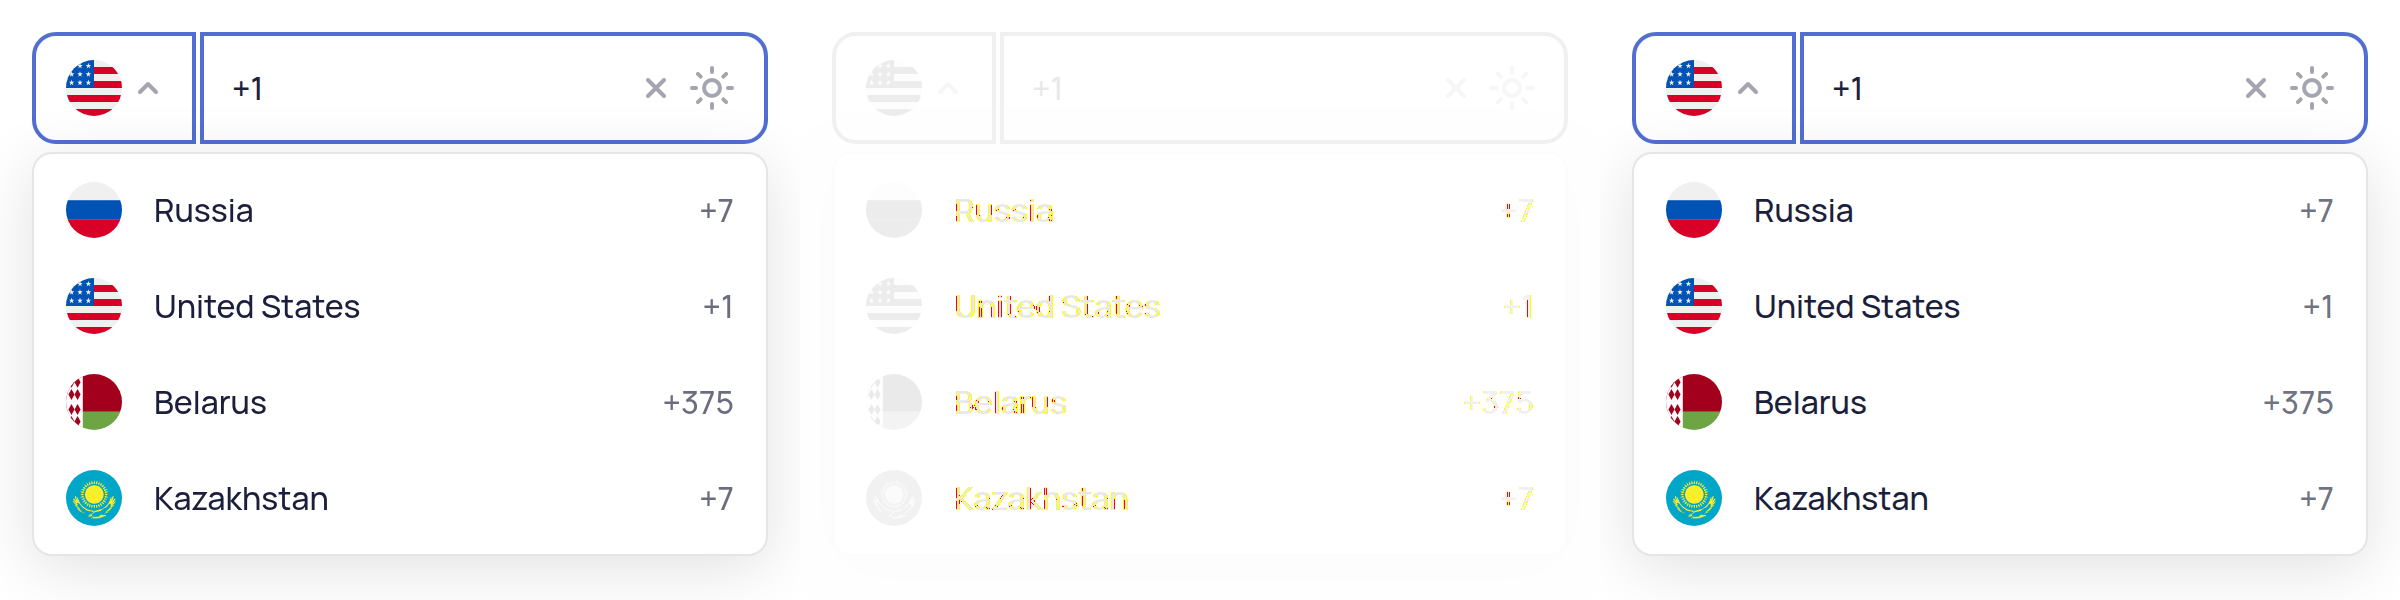 +1
Russia +7
United States +1
Belarus +375
Kazakhstan +7
+1
Russia +7
United States +1
Belarus +375
Kazakhstan +7
+1
Russia +7
United States +1
Belarus +375
Kazakhstan +7